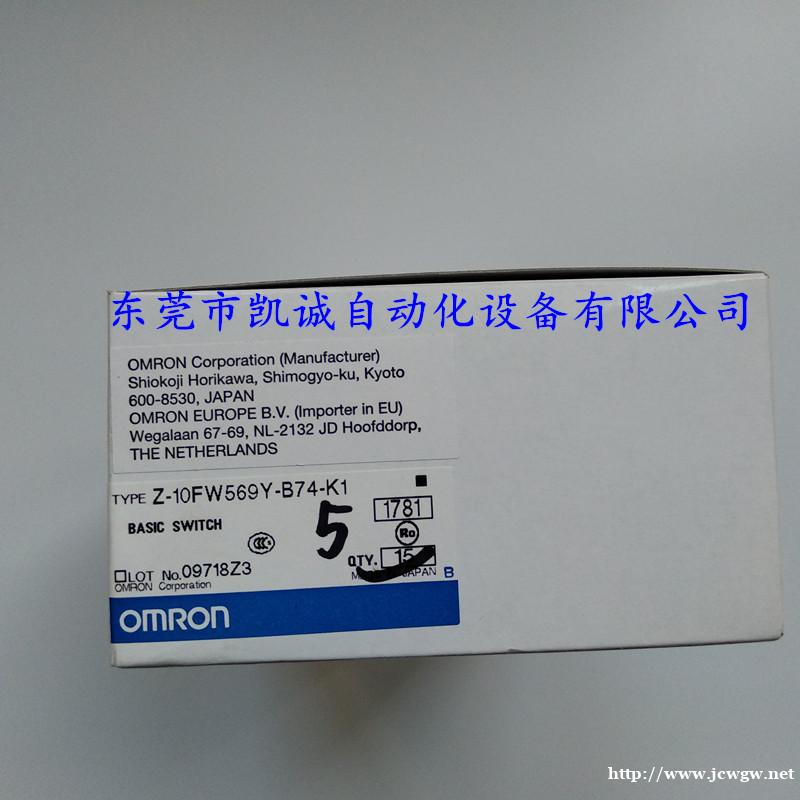 东莞市凯诚自动化设备有限公司
OMRON Corporation (Manufacturer)
Shiokoji Horikawa, Shimogyo-ku, Kyoto
600-8530, JAPAN
OMRON EUROPE B.V. (Importer in EU)
Wegalaan 67-69, NL-2132 JD Hoofddorp,
THE NETHERLANDS
TYPE Z-10FW569Y-B74-K1
1781
BASIC SWITCH
5
Ro
CCC
QTY. 15
LOT No.09718Z3
JAPAN B
OMRON Corporation
OMRON
http://www.jcwgw.net